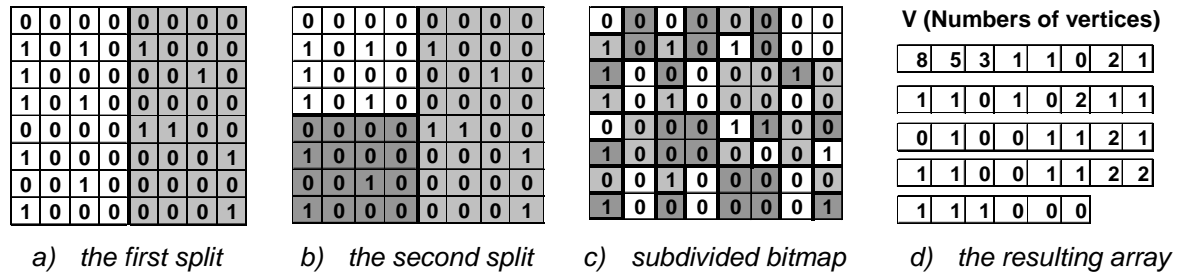 0 0 0 0 0 0 0 0
1 0 1 0 1 0 0 0
1 0 0 0 0 0 1 0
1 0 1 0 0 0 0 0
0 0 0 0 1 1 0 0
1 0 0 0 0 0 0 1
0 0 1 0 0 0 0 0
1 0 0 0 0 0 0 1
a) the first split
0 0 0 0 0 0 0 0
1 0 1 0 1 0 0 0
1 0 0 0 0 0 1 0
1 0 1 0 0 0 0 0
0 0 0 0 1 1 0 0
1 0 0 0 0 0 0 1
0 0 1 0 0 0 0 0
1 0 0 0 0 0 0 1
b) the second split
0 0 0 0 0 0 0 0
1 0 1 0 1 0 0 0
1 0 0 0 0 0 1 0
1 0 1 0 0 0 0 0
0 0 0 0 1 1 0 0
1 0 0 0 0 0 0 1
0 0 1 0 0 0 0 0
1 0 0 0 0 0 0 1
c) subdivided bitmap
V (Numbers of vertices)
8 5 3 1 1 0 2 1
1 1 0 1 0 2 1 1
0 1 0 0 1 1 2 1
1 1 0 0 1 1 2 2
1 1 1 0 0 0
d) the resulting array